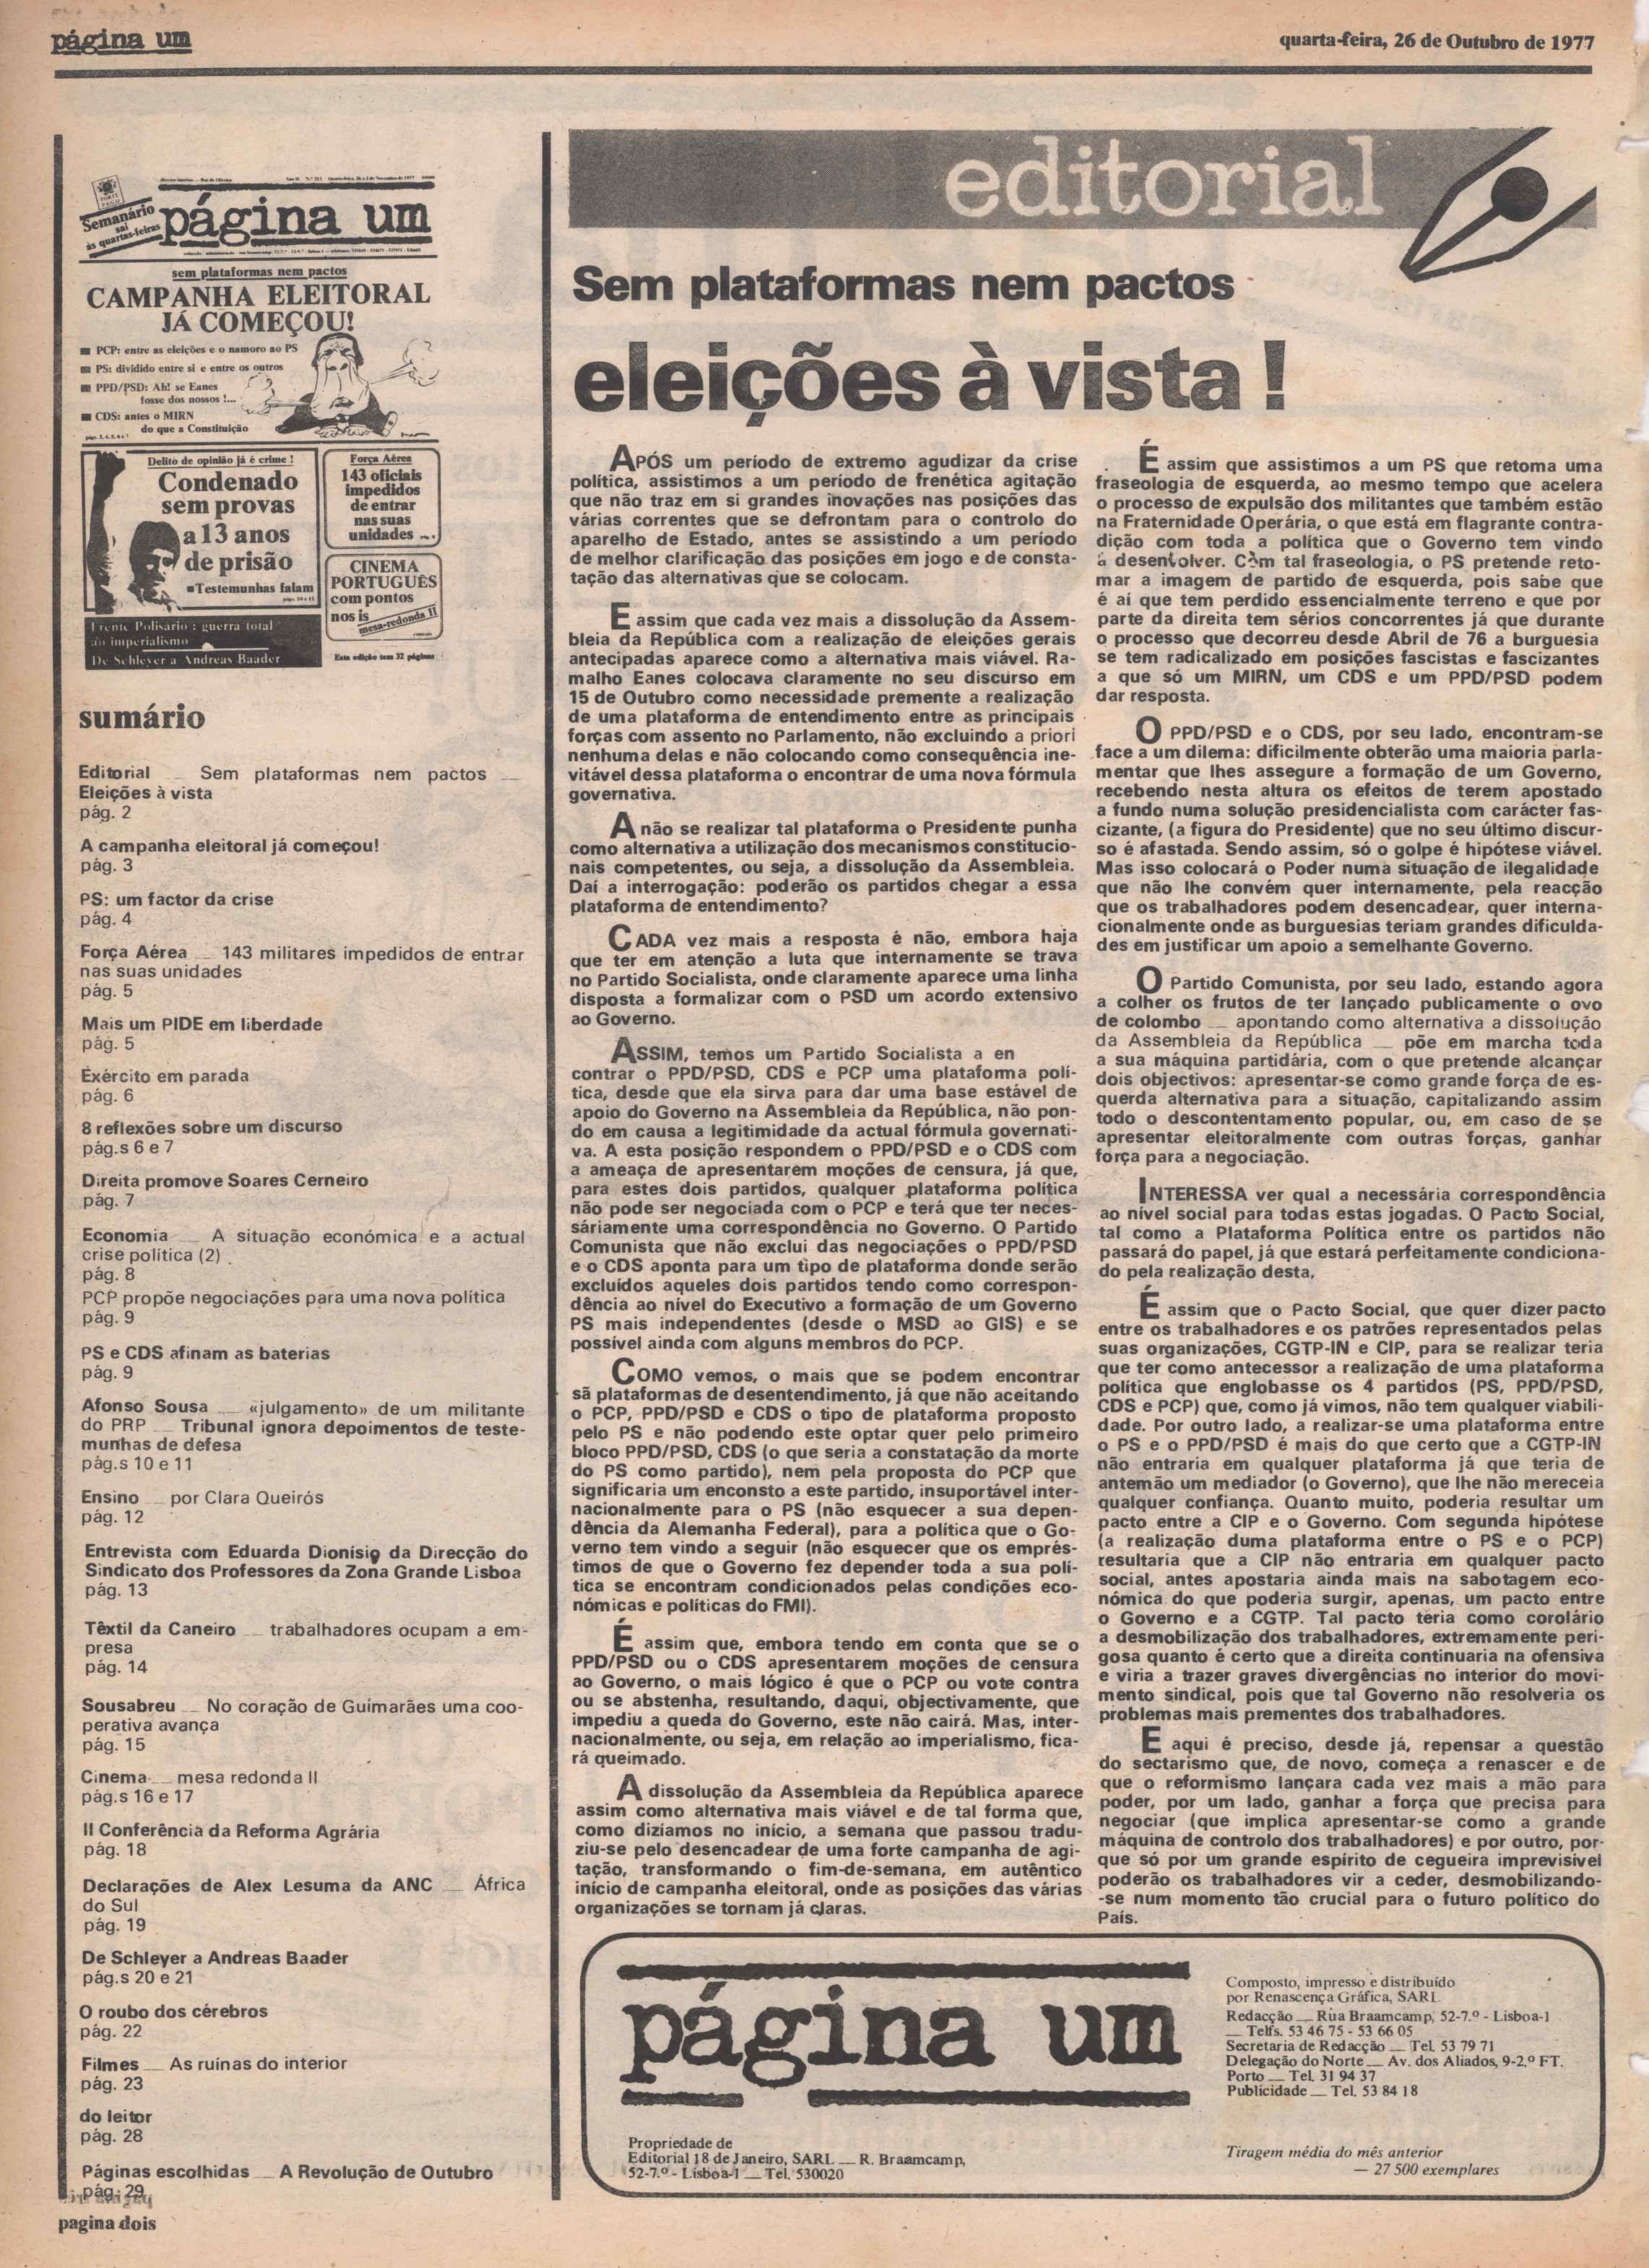 página um
quarta-feira, 26 de Outubro de 1977
Semanário
sai
às quartas-feiras
página um
sem plataformas nem pactos
CAMPANHA ELEITORAL
JÁ COMEÇOU!
PCP: entre as eleições e o namoro ao PS
PS: dividido entre si e entre os outros
PPD/PSD: Ah! se Eanes
fosse dos nossos !...
CDS: antes o MIRN
do que a Constituição
Delito de opinião já é crime !
Condenado
sem provas
a 13 anos
de prisão
Testemunhas falam
Força Aérea
143 oficiais
impedidos
de entrar
nas suas
unidades
CINEMA
PORTUGUÊS
com pontos
nos is
mesa-redonda II
Frente Polisário : guerra total
ao imperialismo
De Schleyer a Andreas Baader
Esta edição tem 32 páginas
sumário
Editorial __ Sem plataformas nem pactos __
Eleições à vista
pág. 2
A campanha eleitoral já começou!
pág. 3
PS: um factor da crise
pág. 4
Força Aérea __ 143 militares impedidos de entrar
nas suas unidades
pág. 5
Mais um PIDE em liberdade
pág. 5
Exército em parada
pág. 6
8 reflexões sobre um discurso
pág.s 6 e 7
Direita promove Soares Cerneiro
pág. 7
Economia __ A situação económica e a actual
crise política (2)
pág. 8
PCP propõe negociações para uma nova política
pág. 9
PS e CDS afinam as baterias
pág. 9
Afonso Sousa __ «julgamento» de um militante
do PRP __ Tribunal ignora depoimentos de teste-
munhas de defesa
pág.s 10 e 11
Ensino __ por Clara Queirós
pág. 12
Entrevista com Eduarda Dionísio da Direcção do
Sindicato dos Professores da Zona Grande Lisboa
pág. 13
Têxtil da Caneiro __ trabalhadores ocupam a em-
presa
pág. 14
Sousabreu __ No coração de Guimarães uma coo-
perativa avança
pág. 15
Cinema __ mesa redonda II
pág.s 16 e 17
II Conferência da Reforma Agrária
pág. 18
Declarações de Alex Lesuma da ANC __ África
do Sul
pág. 19
De Schleyer a Andreas Baader
pág.s 20 e 21
O roubo dos cérebros
pág. 22
Filmes __ As ruínas do interior
pág. 23
do leitor
pág. 28
Páginas escolhidas __ A Revolução de Outubro
pág. 29
pagina dois
editorial
Sem plataformas nem pactos
eleições à vista !
APÓS um período de extremo agudizar da crise
política, assistimos a um período de frenética agitação
que não traz em si grandes inovações nas posições das
várias correntes que se defrontam para o controlo do
aparelho de Estado, antes se assistindo a um período
de melhor clarificação das posições em jogo e de consta-
tação das alternativas que se colocam.
E assim que cada vez mais a dissolução da Assem-
bleia da República com a realização de eleições gerais
antecipadas aparece como a alternativa mais viável. Ra-
malho Eanes colocava claramente no seu discurso em
15 de Outubro como necessidade premente a realização
de uma plataforma de entendimento entre as principais
forças com assento no Parlamento, não excluindo a priori
nenhuma delas e não colocando como consequência ine-
vitável dessa plataforma o encontrar de uma nova fórmula
governativa.
A não se realizar tal plataforma o Presidente punha
como alternativa a utilização dos mecanismos constitucio-
nais competentes, ou seja, a dissolução da Assembleia.
Daí a interrogação: poderão os partidos chegar a essa
plataforma de entendimento?
CADA vez mais a resposta é não, embora haja
que ter em atenção a luta que internamente se trava
no Partido Socialista, onde claramente aparece uma linha
disposta a formalizar com o PSD um acordo extensivo
ao Governo.
ASSIM, temos um Partido Socialista a en
contrar o PPD/PSD, CDS e PCP uma plataforma polí-
tica, desde que ela sirva para dar uma base estável de
apoio do Governo na Assembleia da República, não pon-
do em causa a legitimidade da actual fórmula governati-
va. A esta posição respondem o PPD/PSD e o CDS com
a ameaça de apresentarem moções de censura, já que,
para estes dois partidos, qualquer plataforma política
não pode ser negociada com o PCP e terá que ter neces-
sáriamente uma correspondência no Governo. O Partido
Comunista que não exclui das negociações o PPD/PSD
e o CDS aponta para um tipo de plataforma donde serão
excluídos aqueles dois partidos tendo como correspon-
dência ao nível do Executivo a formação de um Governo
PS mais independentes (desde o MSD ao GIS) e se
possível ainda com alguns membros do PCP.
COMO vemos, o mais que se podem encontrar
sã plataformas de desentendimento, já que não aceitando
o PCP, PPD/PSD e CDS o tipo de plataforma proposto
pelo PS e não podendo este optar quer pelo primeiro
bloco PPD/PSD, CDS (o que seria a constatação da morte
do PS como partido), nem pela proposta do PCP que
significaria um enconsto a este partido, insuportável inter-
nacionalmente para o PS (não esquecer a sua depen-
dência da Alemanha Federal), para a política que o Go-
verno tem vindo a seguir (não esquecer que os emprés-
timos de que o Governo fez depender toda a sua polí-
tica se encontram condicionados pelas condições eco-
nómicas e políticas do FMI).
É assim que, embora tendo em conta que se o
PPD/PSD ou o CDS apresentarem moções de censura
ao Governo, o mais lógico é que o PCP ou vote contra
ou se abstenha, resultando, daqui, objectivamente, que
impediu a queda do Governo, este não cairá. Mas, inter-
nacionalmente, ou seja, em relação ao imperialismo, fica-
rá queimado.
A dissolução da Assembleia da República aparece
assim como alternativa mais viável e de tal forma que,
como dizíamos no início, a semana que passou tradu-
ziu-se pelo desencadear de uma forte campanha de agi-
tação, transformando o fim-de-semana, em autêntico
início de campanha eleitoral, onde as posições das várias
organizações se tornam já claras.
É assim que assistimos a um PS que retoma uma
fraseologia de esquerda, ao mesmo tempo que acelera
o processo de expulsão dos militantes que também estão
na Fraternidade Operária, o que está em flagrante contra-
dição com toda a política que o Governo tem vindo
a desenvolver. Com tal fraseologia, o PS pretende reto-
mar a imagem de partido de esquerda, pois sabe que
é aí que tem perdido essencialmente terreno e que por
parte da direita tem sérios concorrentes já que durante
o processo que decorreu desde Abril de 76 a burguesia
se tem radicalizado em posições fascistas e fascizantes
a que só um MIRN, um CDS e um PPD/PSD podem
dar resposta.
O PPD/PSD e o CDS, por seu lado, encontram-se
face a um dilema: dificilmente obterão uma maioria parla-
mentar que lhes assegure a formação de um Governo,
recebendo nesta altura os efeitos de terem apostado
a fundo numa solução presidencialista com carácter fas-
cizante, (a figura do Presidente) que no seu último discur-
so é afastada. Sendo assim, só o golpe é hipótese viável.
Mas isso colocará o Poder numa situação de ilegalidade
que não lhe convém quer internamente, pela reacção
que os trabalhadores podem desencadear, quer interna-
cionalmente onde as burguesias teriam grandes dificulda-
des em justificar um apoio a semelhante Governo.
O Partido Comunista, por seu lado, estando agora
a colher os frutos de ter lançado publicamente o ovo
de colombo __ apontando como alternativa a dissolução
da Assembleia da República __ põe em marcha toda
a sua máquina partidária, com o que pretende alcançar
dois objectivos: apresentar-se como grande força de es-
querda alternativa para a situação, capitalizando assim
todo o descontentamento popular, ou, em caso de se
apresentar eleitoralmente com outras forças, ganhar
força para a negociação.
INTERESSA ver qual a necessária correspondência
ao nível social para todas estas jogadas. O Pacto Social,
tal como a Plataforma Política entre os partidos não
passará do papel, já que estará perfeitamente condiciona-
do pela realização desta.
É assim que o Pacto Social, que quer dizer pacto
entre os trabalhadores e os patrões representados pelas
suas organizações, CGTP-IN e CIP, para se realizar teria
que ter como antecessor a realização de uma plataforma
política que englobasse os 4 partidos (PS, PPD/PSD,
CDS e PCP) que, como já vimos, não tem qualquer viabili-
dade. Por outro lado, a realizar-se uma plataforma entre
o PS e o PPD/PSD é mais do que certo que a CGTP-IN
não entraria em qualquer plataforma já que teria de
antemão um mediador (o Governo), que lhe não mereceia
qualquer confiança. Quanto muito, poderia resultar um
pacto entre a CIP e o Governo. Com segunda hipótese
(a realização duma plataforma entre o PS e o PCP)
resultaria que a CIP não entraria em qualquer pacto
social, antes apostaria ainda mais na sabotagem eco-
nómica do que poderia surgir, apenas, um pacto entre
o Governo e a CGTP. Tal pacto teria como corolário
a desmobilização dos trabalhadores, extremamente peri-
gosa quanto é certo que a direita continuaria na ofensiva
e viria a trazer graves divergências no interior do movi-
mento sindical, pois que tal Governo não resolveria os
problemas mais prementes dos trabalhadores.
E aqui é preciso, desde já, repensar a questão
do sectarismo que, de novo, começa a renascer e de
que o reformismo lançara cada vez mais a mão para
poder, por um lado, ganhar a força que precisa para
negociar (que implica apresentar-se como a grande
máquina de controlo dos trabalhadores) e por outro, por-
que só por um grande espírito de cegueira imprevisível
poderão os trabalhadores vir a ceder, desmobilizando-
-se num momento tão crucial para o futuro político do
País.
página um
Propriedade de
Editorial 18 de Janeiro, SARL __ R. Braamcamp,
52-7.º - Lisboa-1 __ Tel. 530020
Composto, impresso e distribuído
por Renascença Gráfica, SARL
Redacção __ Rua Braamcamp, 52-7.º - Lisboa-1
__ Telfs. 53 46 75 - 53 66 05
Secretaria de Redacção __ Tel. 53 79 71
Delegação do Norte __ Av. dos Aliados, 9-2.º FT.
Porto __ Tel. 31 94 37
Publicidade __ Tel. 53 84 18
Tiragem média do mês anterior
— 27 500 exemplares